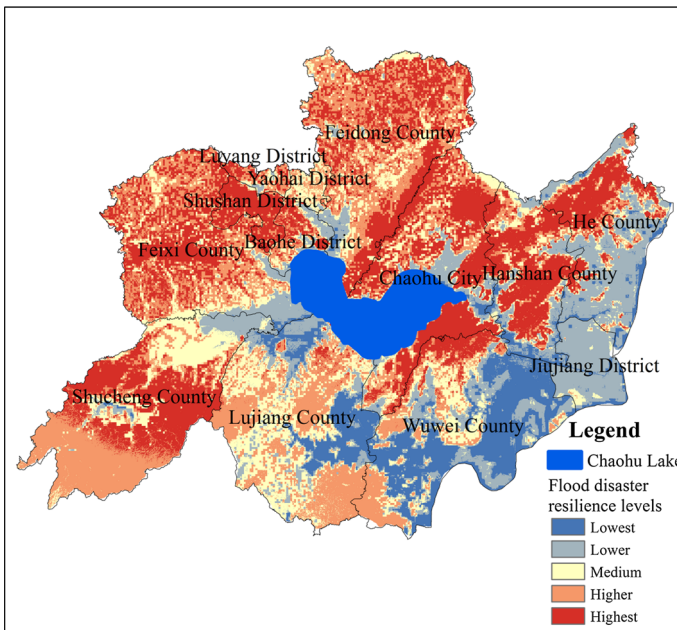 Feidong County
Luyang District
Yaohai District
Shushan District
He County
Baohe District
Feixi County
Chaohu City
Hanshan County
Jiujiang District
Shucheng County
Lujiang County
Wuwei County
Legend
Chaohu Lake
Flood disaster
resilience levels
Lowest
Lower
Medium
Higher
Highest